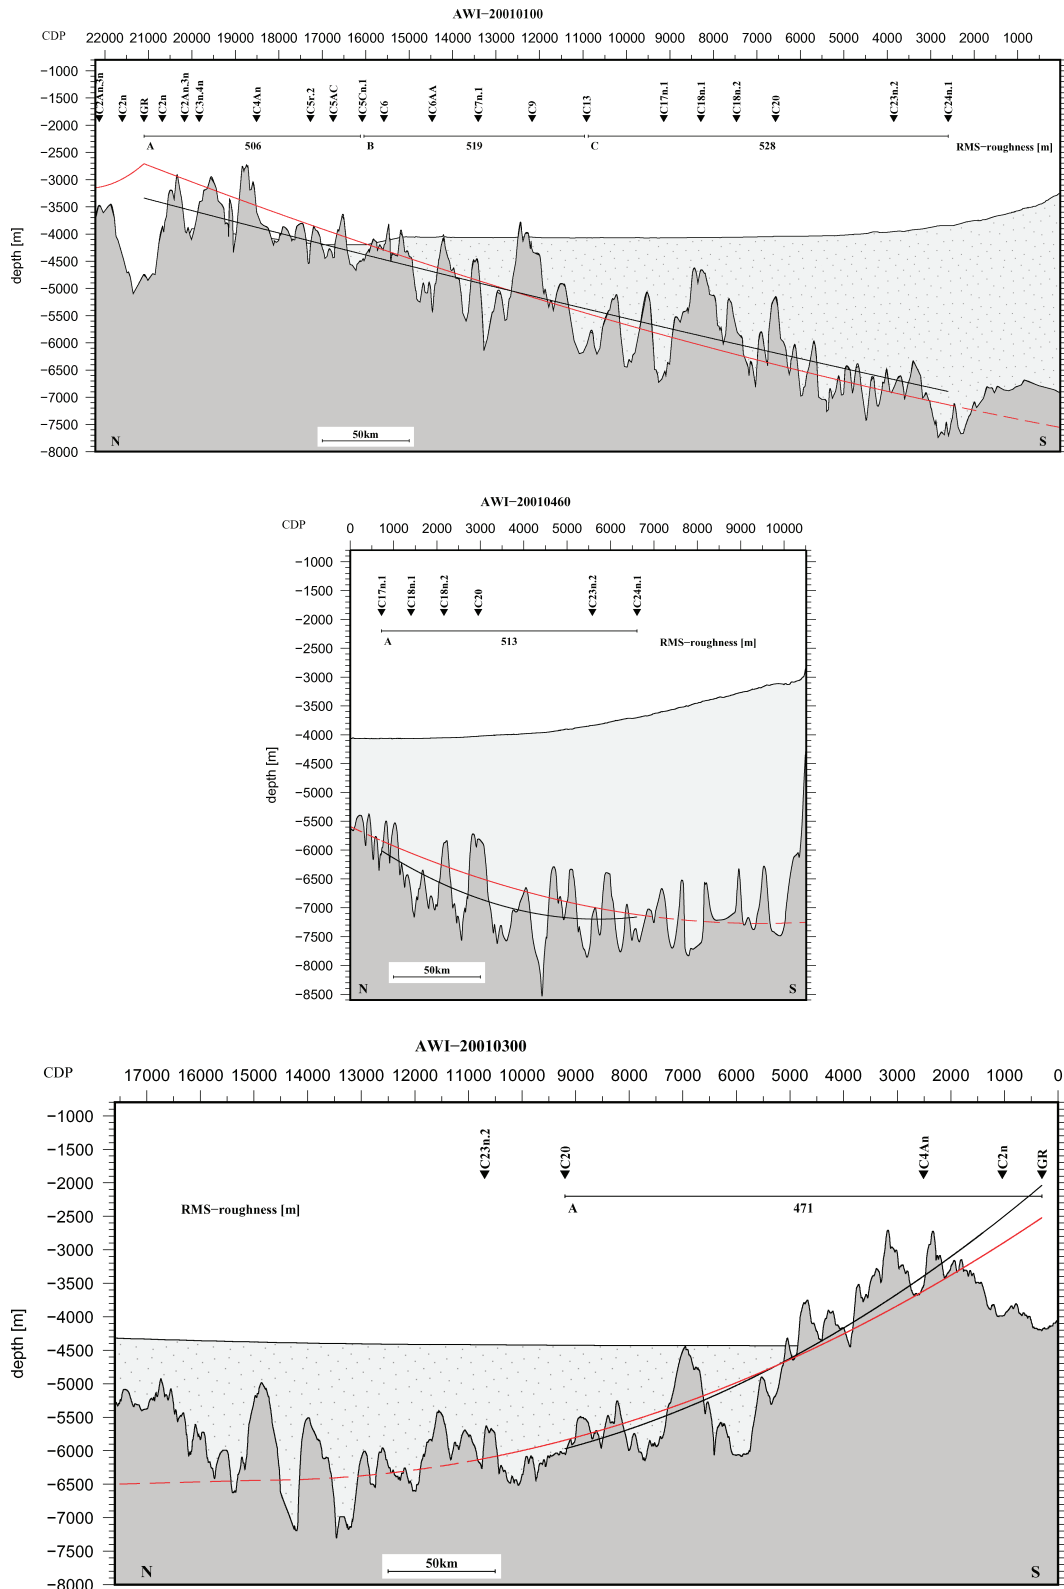 AWI−20010100
CDP
22000 21000 20000 19000 18000 17000 16000 15000 14000 13000 12000 11000 10000 9000 8000 7000 6000 5000 4000 3000 2000 1000
C2An.3n C2n GR C2n C2An.3n C3n.4n C4An C5r.2 C5AC C5Cn.1 C6 C6AA C7n.1 C9 C13 C17n.1 C18n.1 C18n.2 C20 C23n.2 C24n.1
A 506 B 519 C 528 RMS−roughness [m]
depth [m]
−1000
−1500
−2000
−2500
−3000
−3500
−4000
−4500
−5000
−5500
−6000
−6500
−7000
−7500
−8000
50km
N S
AWI−20010460
CDP
0 1000 2000 3000 4000 5000 6000 7000 8000 9000 10000
C17n.1 C18n.1 C18n.2 C20 C23n.2 C24n.1
A 513 RMS−roughness [m]
depth [m]
−1000
−1500
−2000
−2500
−3000
−3500
−4000
−4500
−5000
−5500
−6000
−6500
−7000
−7500
−8000
−8500
50km
N S
AWI−20010300
CDP
17000 16000 15000 14000 13000 12000 11000 10000 9000 8000 7000 6000 5000 4000 3000 2000 1000 0
C23n.2 C20 C4An C2n GR
RMS−roughness [m] A 471
depth [m]
−1000
−1500
−2000
−2500
−3000
−3500
−4000
−4500
−5000
−5500
−6000
−6500
−7000
−7500
−8000
50km
N S